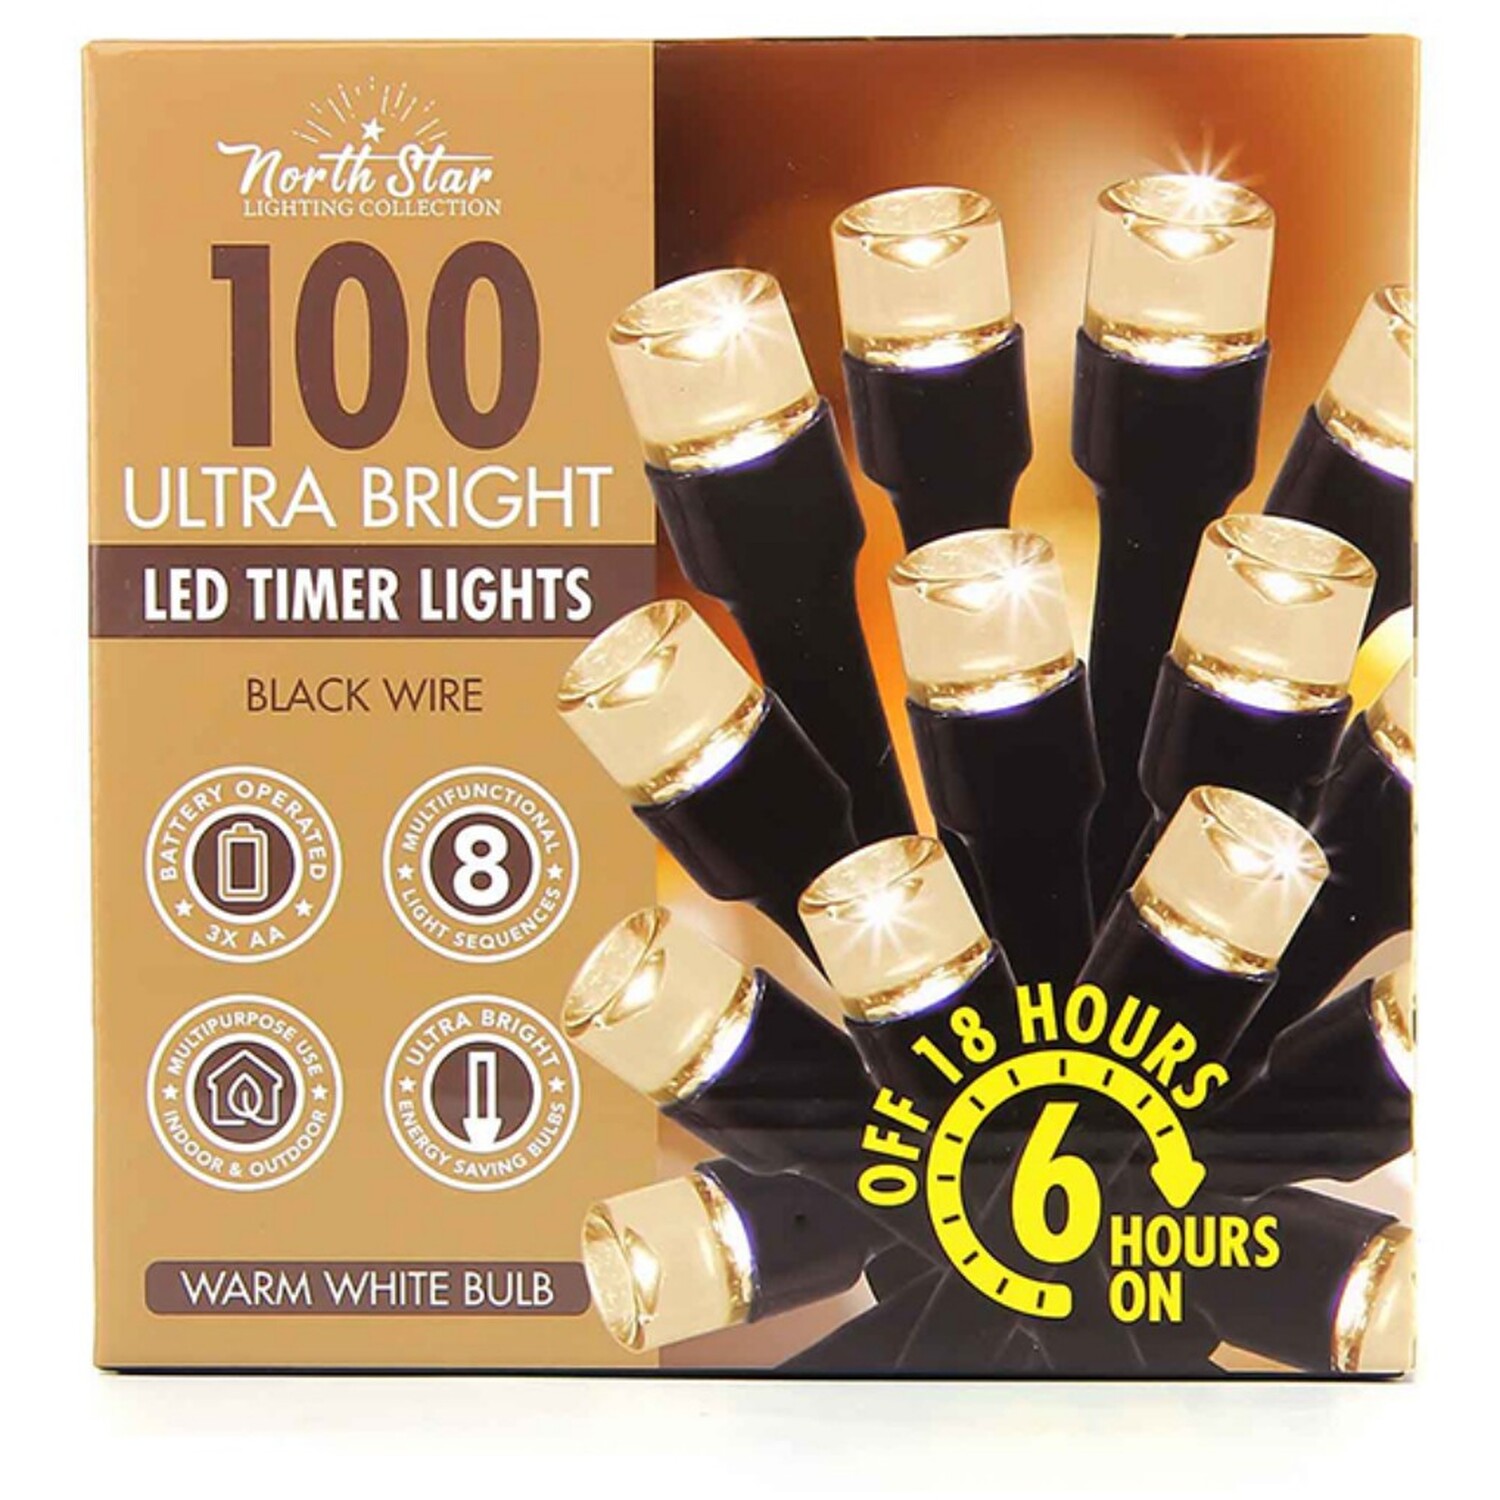 North Star
LIGHTING COLLECTION
100
ULTRA BRIGHT
LED TIMER LIGHTS
BLACK WIRE
BATTERY OPERATED
3X AA
MULTIFUNCTIONAL
8
LIGHT SEQUENCES
MULTIPURPOSE USE
INDOOR & OUTDOOR
ULTRA BRIGHT
ENERGY SAVING BULBS
WARM WHITE BULB
OFF 18 HOURS
6
HOURS
ON